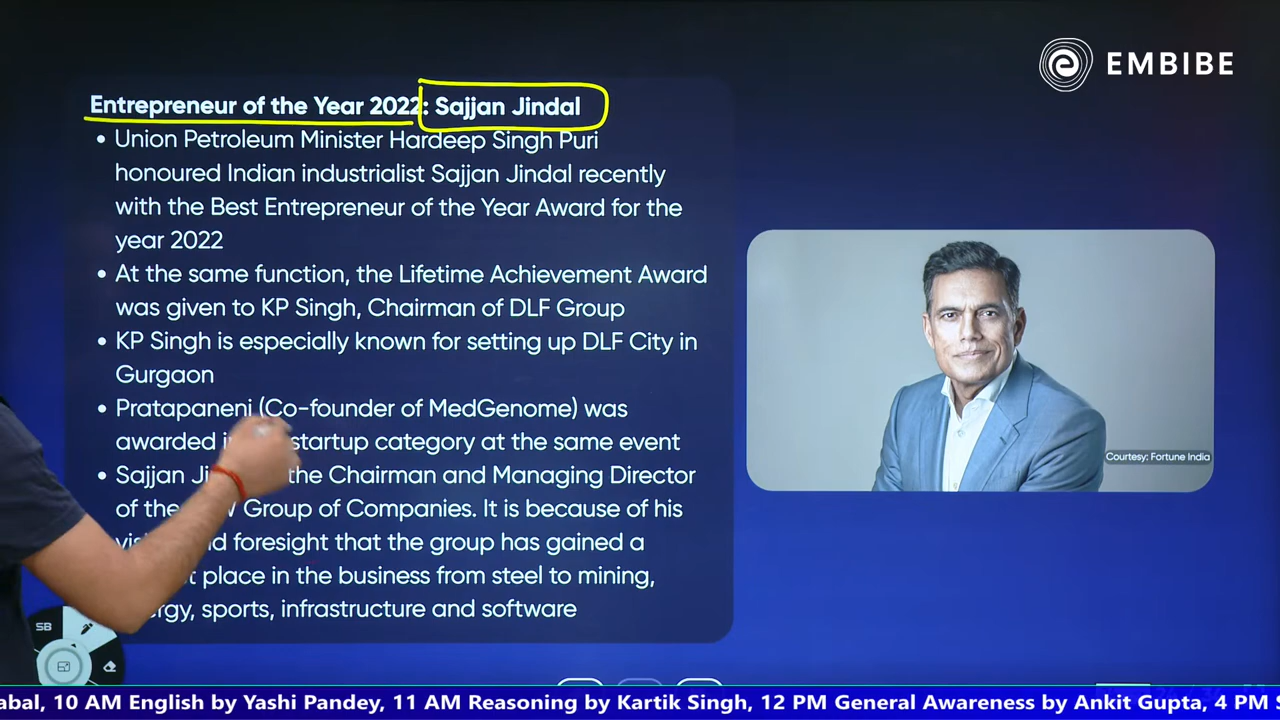 EMBIBE
Entrepreneur of the Year 2022: Sajjan Jindal
• Union Petroleum Minister Hardeep Singh Puri
honoured Indian industrialist Sajjan Jindal recently
with the Best Entrepreneur of the Year Award for the
year 2022
• At the same function, the Lifetime Achievement Award
was given to KP Singh, Chairman of DLF Group
• KP Singh is especially known for setting up DLF City in
Gurgaon
• Pratapaneni (Co-founder of MedGenome) was
awarded startup category at the same event
• Sajjan the Chairman and Managing Director
of the Group of Companies. It is because of his
foresight that the group has gained a
place in the business from steel to mining,
sports, infrastructure and software
Courtesy: Fortune India
SB
10 AM English by Yashi Pandey, 11 AM Reasoning by Kartik Singh, 12 PM General Awareness by Ankit Gupta, 4 PM